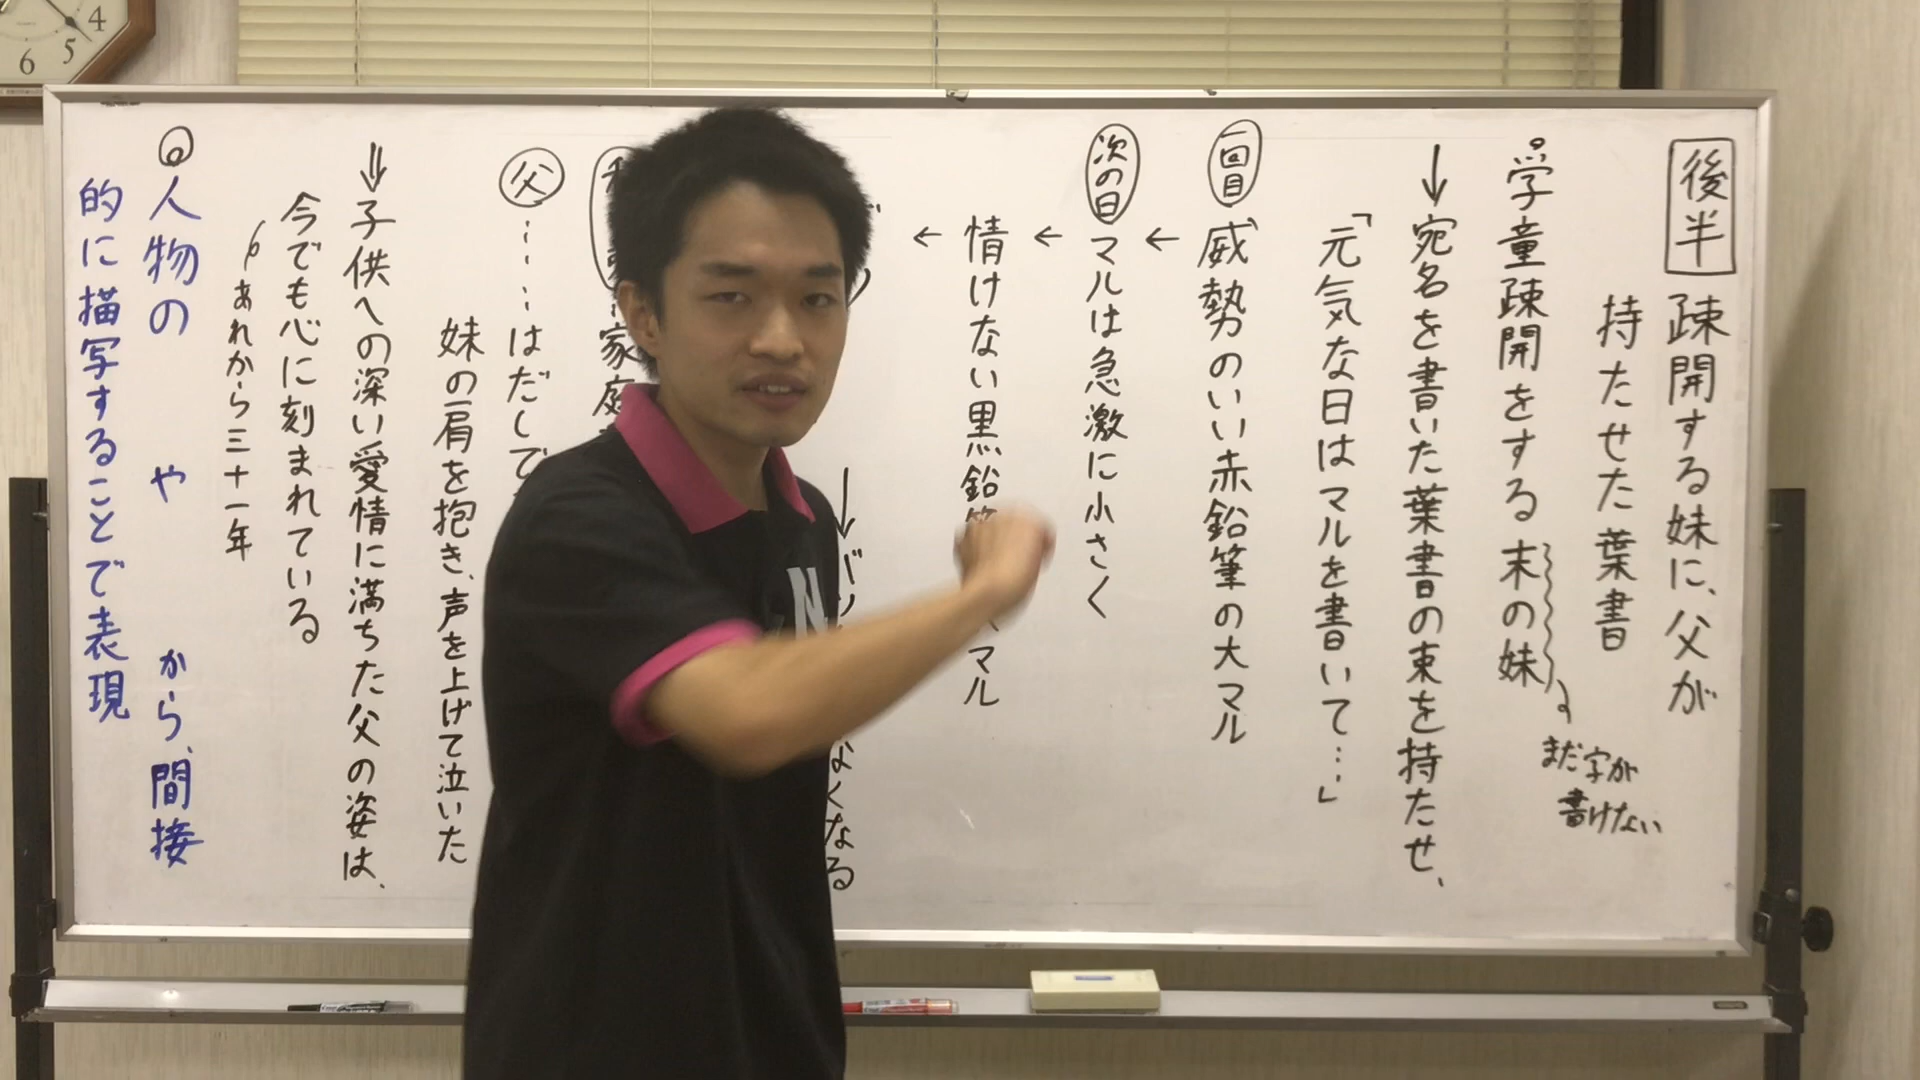 後半
疎開する妹に、父が
持たせた葉書
学童疎開をする末の妹
まだ字が
書けない
↓宛名を書いた葉書の束を持たせ、
「元気な日はマルを書いて…」
一回目
威勢のいい赤鉛筆の大マル
←
次の日
マルは急激に小さく
←
情けない黒鉛筆
マル
←
↓バツ
なくなる
家庭
父
……はだしで
妹の肩を抱き、声を上げて泣いた
⇓子供への深い愛情に満ちた父の姿は、
今でも心に刻まれている
あれから三十一年
人物の や から、間接
的に描写することで表現
N
4
5
6